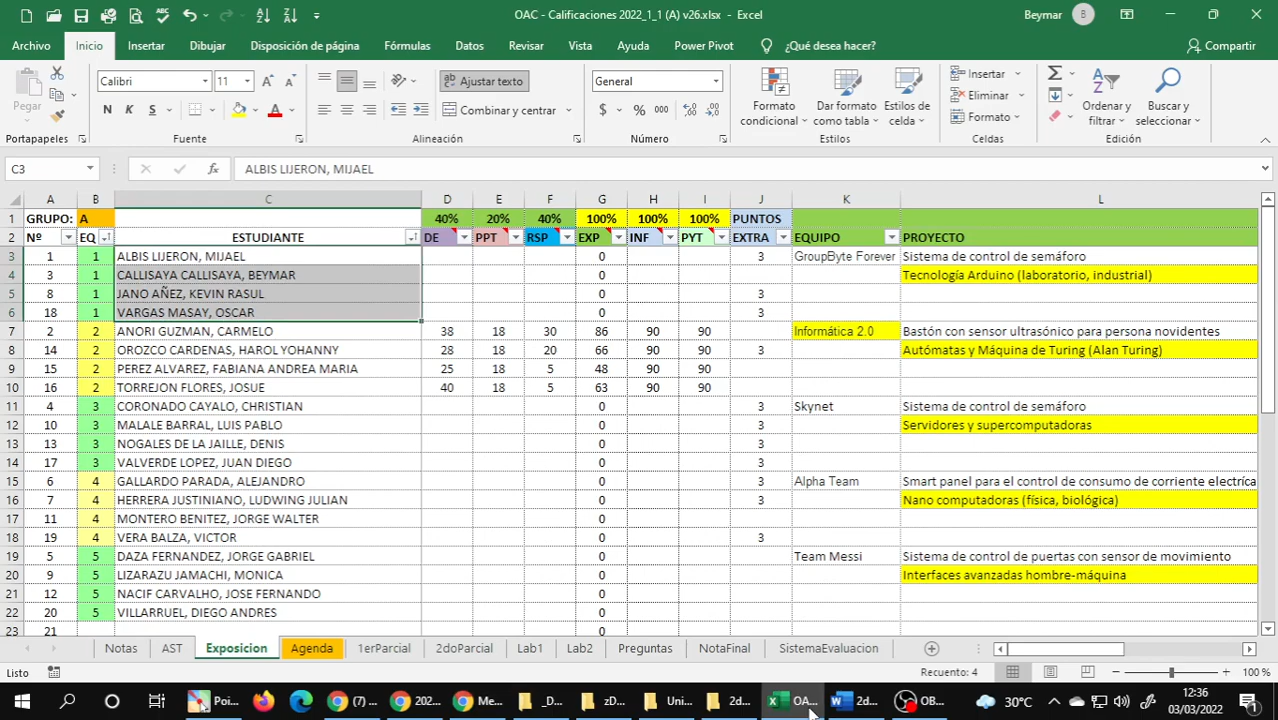 OAC - Calificaciones 2022_1_1 (A) v26.xlsx - Excel
Beymar B
Archivo Inicio Insertar Dibujar Disposición de página Fórmulas Datos Revisar Vista Ayuda Power Pivot ¿Qué desea hacer? Compartir
Pegar
Calibri 11
N K S
Ajustar texto
Combinar y centrar
General
$ % 000
Formato condicional
Dar formato como tabla
Estilos de celda
Insertar
Eliminar
Formato
Ordenar y filtrar
Buscar y seleccionar
Portapapeles Fuente Alineación Número Estilos Celdas Edición
C3 fx ALBIS LIJERON, MIJAEL
A B C D E F G H I J K L
1 GRUPO: A 40% 20% 40% 100% 100% 100% PUNTOS
2 Nº EQ ESTUDIANTE DE PPT RSP EXP INF PYT EXTRA EQUIPO PROYECTO
3 1 1 ALBIS LIJERON, MIJAEL 0 3 GroupByte Forever Sistema de control de semáforo
4 3 1 CALLISAYA CALLISAYA, BEYMAR 0 Tecnología Arduino (laboratorio, industrial)
5 8 1 JANO AÑEZ, KEVIN RASUL 0 3
6 18 1 VARGAS MASAY, OSCAR 0 3
7 2 2 ANORI GUZMAN, CARMELO 38 18 30 86 90 90 Informática 2.0 Bastón con sensor ultrasónico para persona novidentes
8 14 2 OROZCO CARDENAS, HAROL YOHANNY 28 18 20 66 90 90 3 Autómatas y Máquina de Turing (Alan Turing)
9 15 2 PEREZ ALVAREZ, FABIANA ANDREA MARIA 25 18 5 48 90 90
10 16 2 TORREJON FLORES, JOSUE 40 18 5 63 90 90
11 4 3 CORONADO CAYALO, CHRISTIAN 0 3 Skynet Sistema de control de semáforo
12 10 3 MALALE BARRAL, LUIS PABLO 0 3 Servidores y supercomputadoras
13 13 3 NOGALES DE LA JAILLE, DENIS 0 3
14 17 3 VALVERDE LOPEZ, JUAN DIEGO 0 3
15 6 4 GALLARDO PARADA, ALEJANDRO 0 3 Alpha Team Smart panel para el control de consumo de corriente electríca
16 7 4 HERRERA JUSTINIANO, LUDWING JULIAN 0 3 Nano computadoras (física, biológica)
17 11 4 MONTERO BENITEZ, JORGE WALTER 0
18 19 4 VERA BALZA, VICTOR 0 3
19 5 5 DAZA FERNANDEZ, JORGE GABRIEL 0 Team Messi Sistema de control de puertas con sensor de movimiento
20 9 5 LIZARAZU JAMACHI, MONICA 0 Interfaces avanzadas hombre-máquina
21 12 5 NACIF CARVALHO, JOSE FERNANDO 0
22 20 5 VILLARRUEL, DIEGO ANDRES 0
23 21 0
Notas AST Exposicion Agenda 1erParcial 2doParcial Lab1 Lab2 Preguntas NotaFinal SistemaEvaluacion
Listo Recuento: 4 100 %
Poi... (7) ... 202... Me... _D... zD... Uni... 2d... OA... 2d... OB... 30°C 12:36
03/03/2022 1